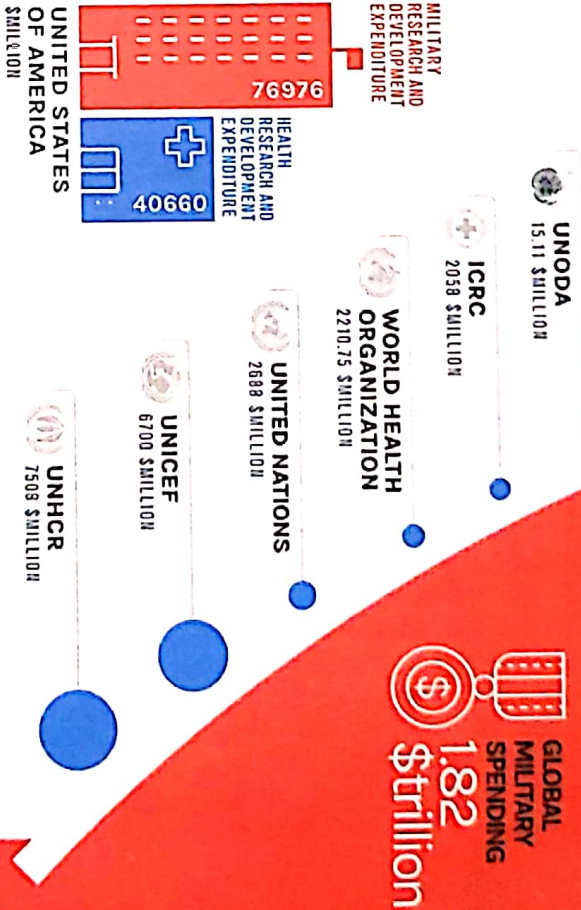 UNODA
15.11 $MILLION
ICRC
2058 $MILLION
WORLD HEALTH
ORGANIZATION
2210.75 $MILLION
UNITED NATIONS
2688 $MILLION
UNICEF
6700 $MILLION
UNHCR
7508 $MILLION
GLOBAL
MILITARY
SPENDING
1.82
$trillion
MILITARY
RESEARCH AND
DEVELOPMENT
EXPENDITURE
76976
HEALTH
RESEARCH AND
DEVELOPMENT
EXPENDITURE
40660
UNITED STATES
OF AMERICA
$MILLION